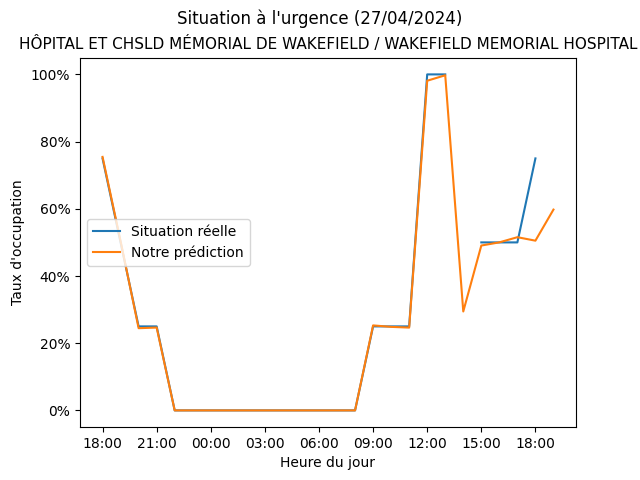 Situation à l'urgence (27/04/2024)
HÔPITAL ET CHSLD MÉMORIAL DE WAKEFIELD / WAKEFIELD MEMORIAL HOSPITAL
100%
80%
60%
40%
20%
0%
Taux d'occupation
Situation réelle
Notre prédiction
18:00 21:00 00:00 03:00 06:00 09:00 12:00 15:00 18:00
Heure du jour